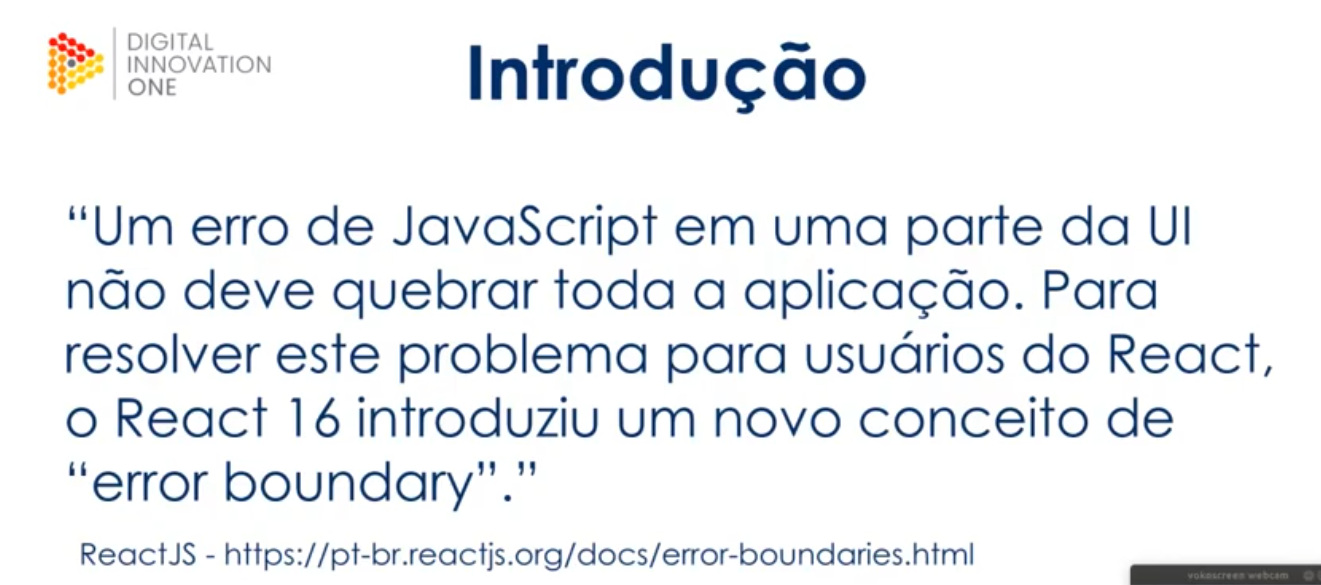 DIGITAL
INNOVATION
ONE
Introdução
“Um erro de JavaScript em uma parte da UI
não deve quebrar toda a aplicação. Para
resolver este problema para usuários do React,
o React 16 introduziu um novo conceito de
“error boundary”.”
ReactJS - https://pt-br.reactjs.org/docs/error-boundaries.html
vokoscreen webcam